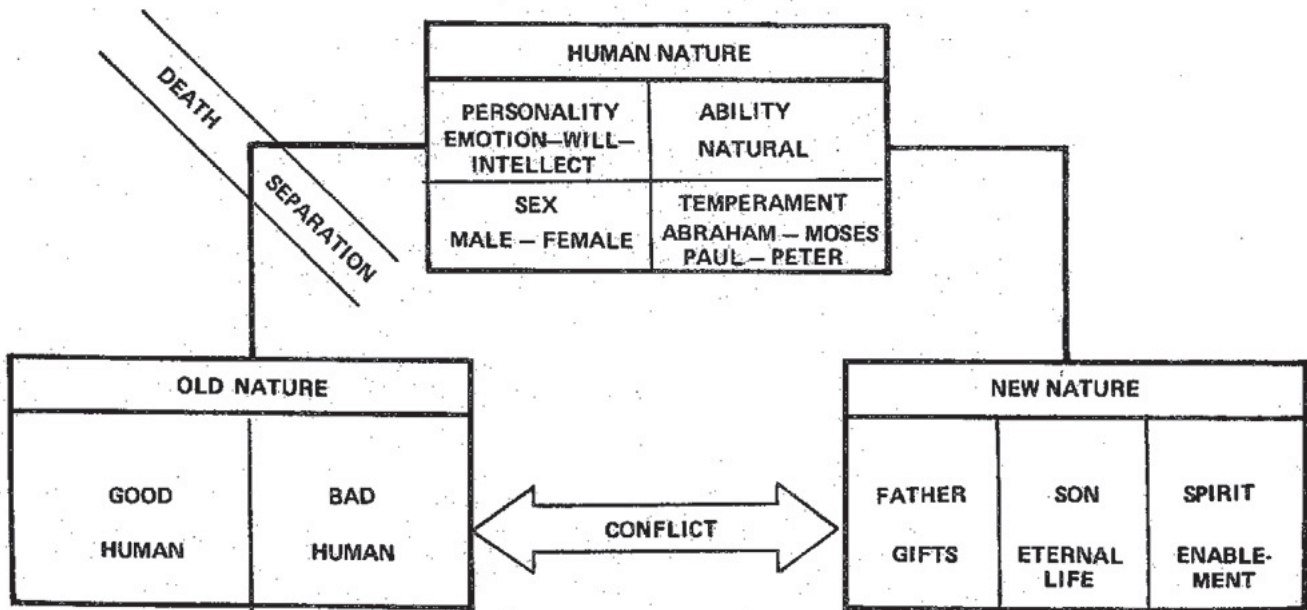 DEATH
SEPARATION
HUMAN NATURE
PERSONALITY
EMOTION—WILL—
INTELLECT
ABILITY
NATURAL
SEX
MALE — FEMALE
TEMPERAMENT
ABRAHAM — MOSES
PAUL — PETER
OLD NATURE
GOOD
HUMAN
BAD
HUMAN
CONFLICT
NEW NATURE
FATHER
GIFTS
SON
ETERNAL
LIFE
SPIRIT
ENABLE-
MENT